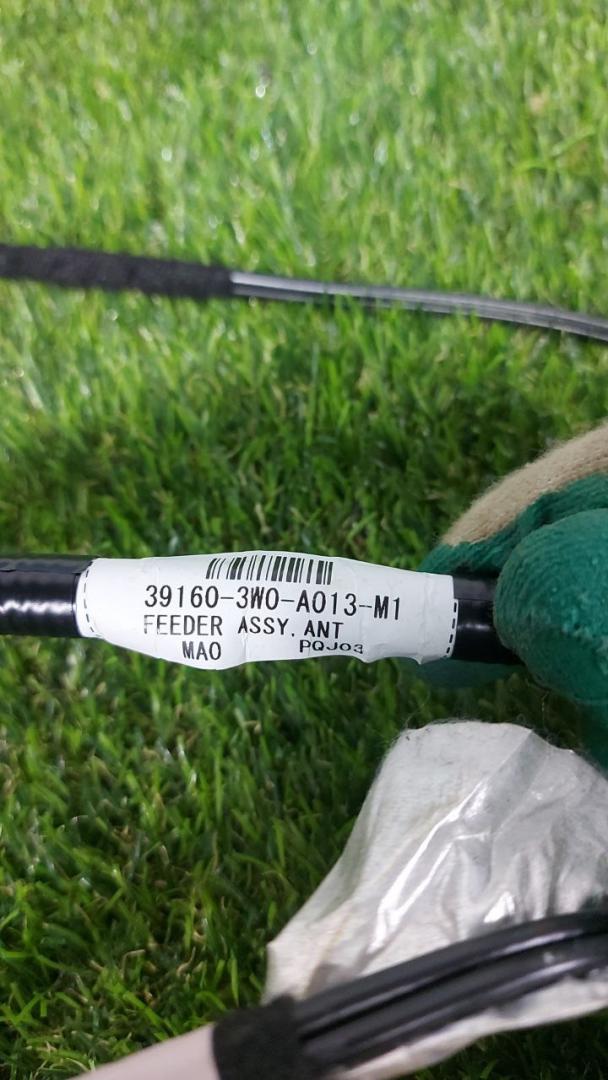 39160-3W0-A013-M1
FEEDER ASSY,ANT
MAO PQJ03